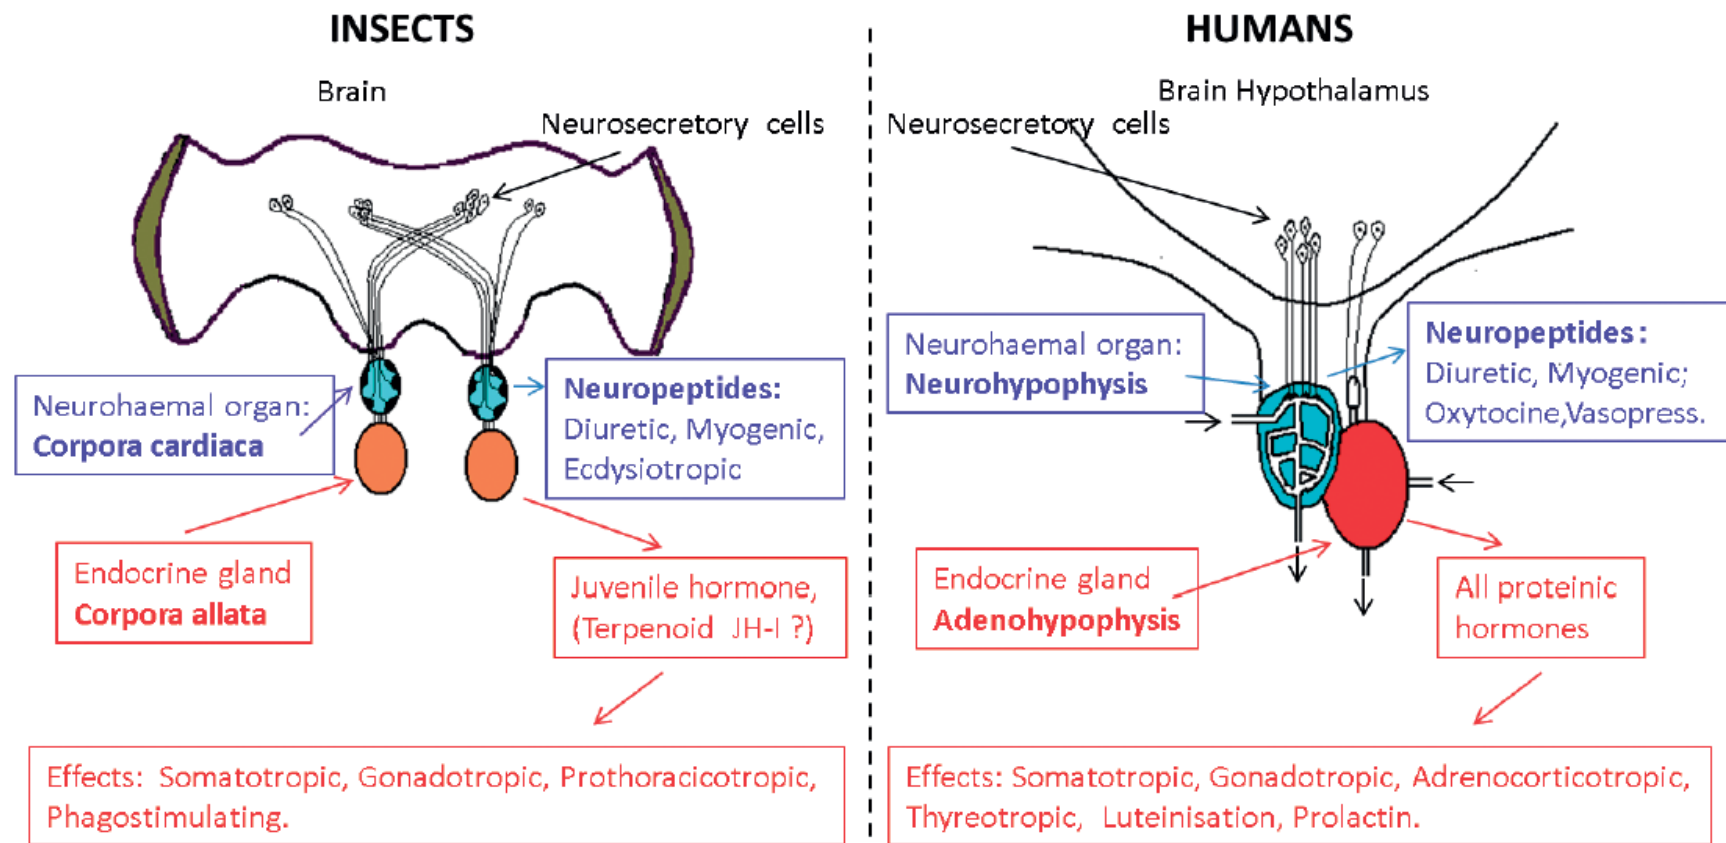 INSECTS
Brain
Neurosecretory cells
Neurohaemal organ:
Corpora cardiaca
Neuropeptides:
Diuretic, Myogenic,
Ecdysiotropic
Endocrine gland
Corpora allata
Juvenile hormone,
(Terpenoid JH-I ?)
Effects: Somatotropic, Gonadotropic, Prothoracicotropic,
Phagostimulating.
HUMANS
Brain Hypothalamus
Neurosecretory cells
Neurohaemal organ:
Neurohypophysis
Neuropeptides :
Diuretic, Myogenic;
Oxytocine,Vasopress.
Endocrine gland
Adenohypophysis
All proteinic
hormones
Effects: Somatotropic, Gonadotropic, Adrenocorticotropic,
Thyreotropic, Luteinisation, Prolactin.